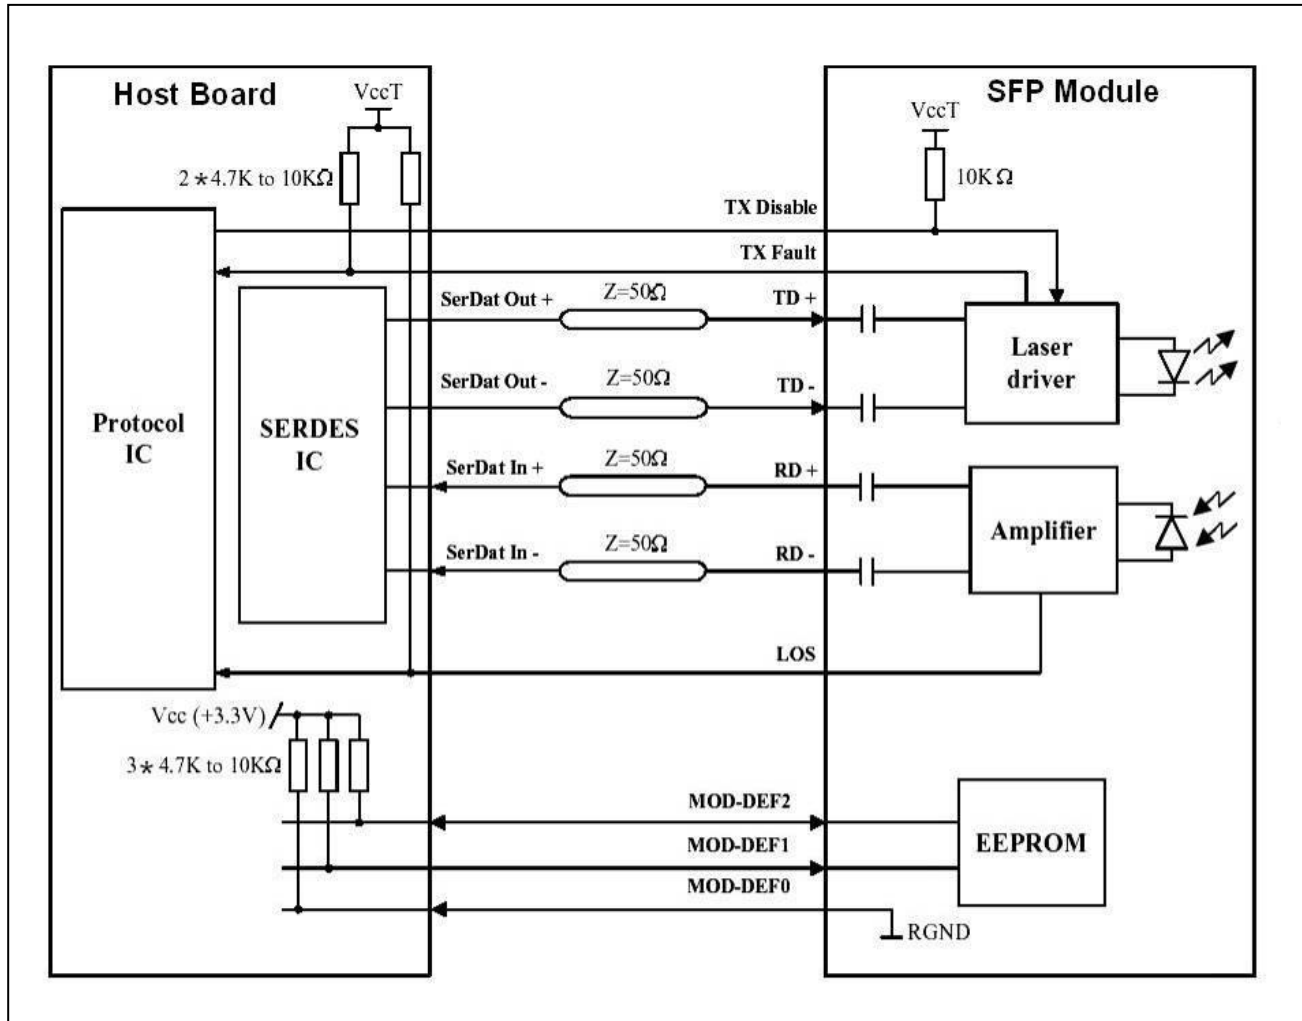 Host Board
SFP Module
VccT
VccT
2*4.7K to 10KΩ
10KΩ
TX Disable
TX Fault
SerDat Out +
Z=50Ω
TD +
SerDat Out -
Z=50Ω
TD -
Laser
driver
Protocol
IC
SERDES
IC
SerDat In +
Z=50Ω
RD +
SerDat In -
Z=50Ω
RD -
Amplifier
LOS
Vcc (+3.3V)
3*4.7K to 10KΩ
MOD-DEF2
MOD-DEF1
MOD-DEF0
EEPROM
RGND